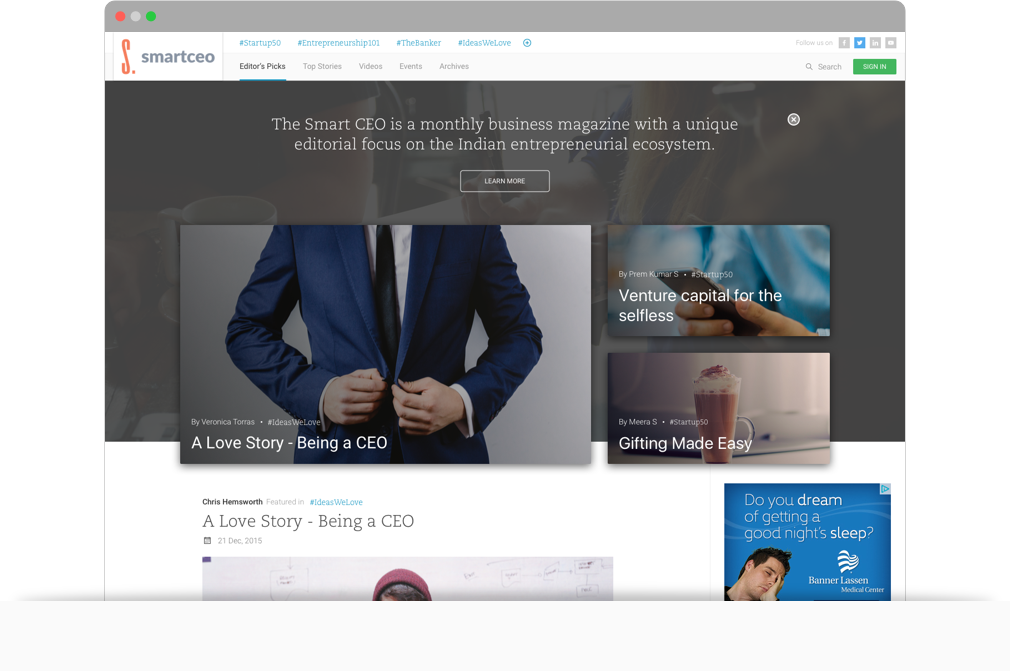 S. smartceo
#Startup50 #Entrepreneurship101 #TheBanker #IdeasWeLove
Follow us on
Editor's Picks Top Stories Videos Events Archives
Search SIGN IN
The Smart CEO is a monthly business magazine with a unique
editorial focus on the Indian entrepreneurial ecosystem.
LEARN MORE
By Veronica Torras • #IdeasWeLove
A Love Story - Being a CEO
By Prem Kumar S • #Startup50
Venture capital for the
selfless
By Meera S • #Startup50
Gifting Made Easy
Chris Hemsworth Featured in #IdeasWeLove
A Love Story - Being a CEO
21 Dec, 2015
Do you dream
of getting a
good night's sleep?
Banner Lassen
Medical Center